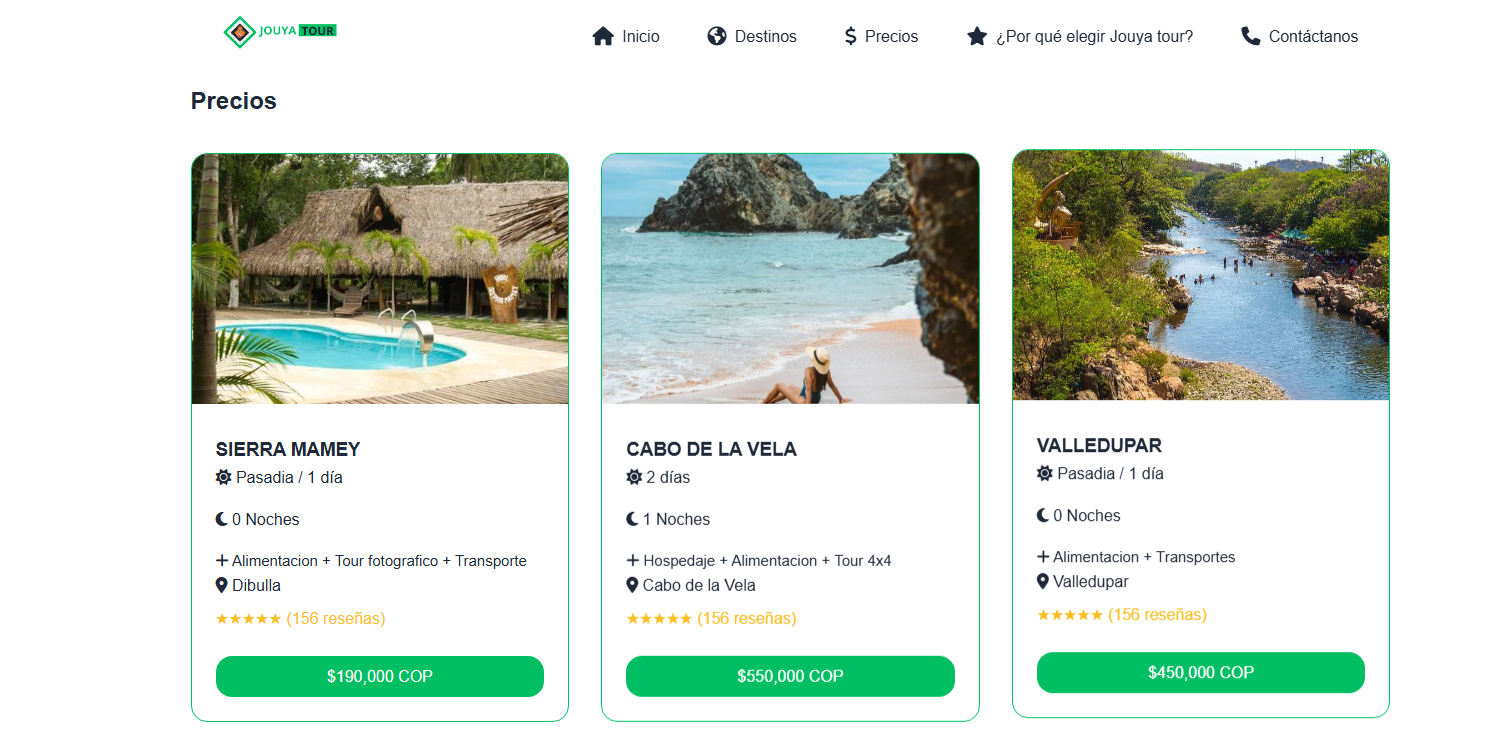 JOUYA TOUR
Inicio
Destinos
Precios
¿Por qué elegir Jouya tour?
Contáctanos
Precios
SIERRA MAMEY
Pasadia / 1 día
0 Noches
+ Alimentacion + Tour fotografico + Transporte
Dibulla
★★★★★ (156 reseñas)
$190,000 COP
CABO DE LA VELA
2 días
1 Noches
+ Hospedaje + Alimentacion + Tour 4x4
Cabo de la Vela
★★★★★ (156 reseñas)
$550,000 COP
VALLEDUPAR
Pasadia / 1 día
0 Noches
+ Alimentacion + Transportes
Valledupar
★★★★★ (156 reseñas)
$450,000 COP